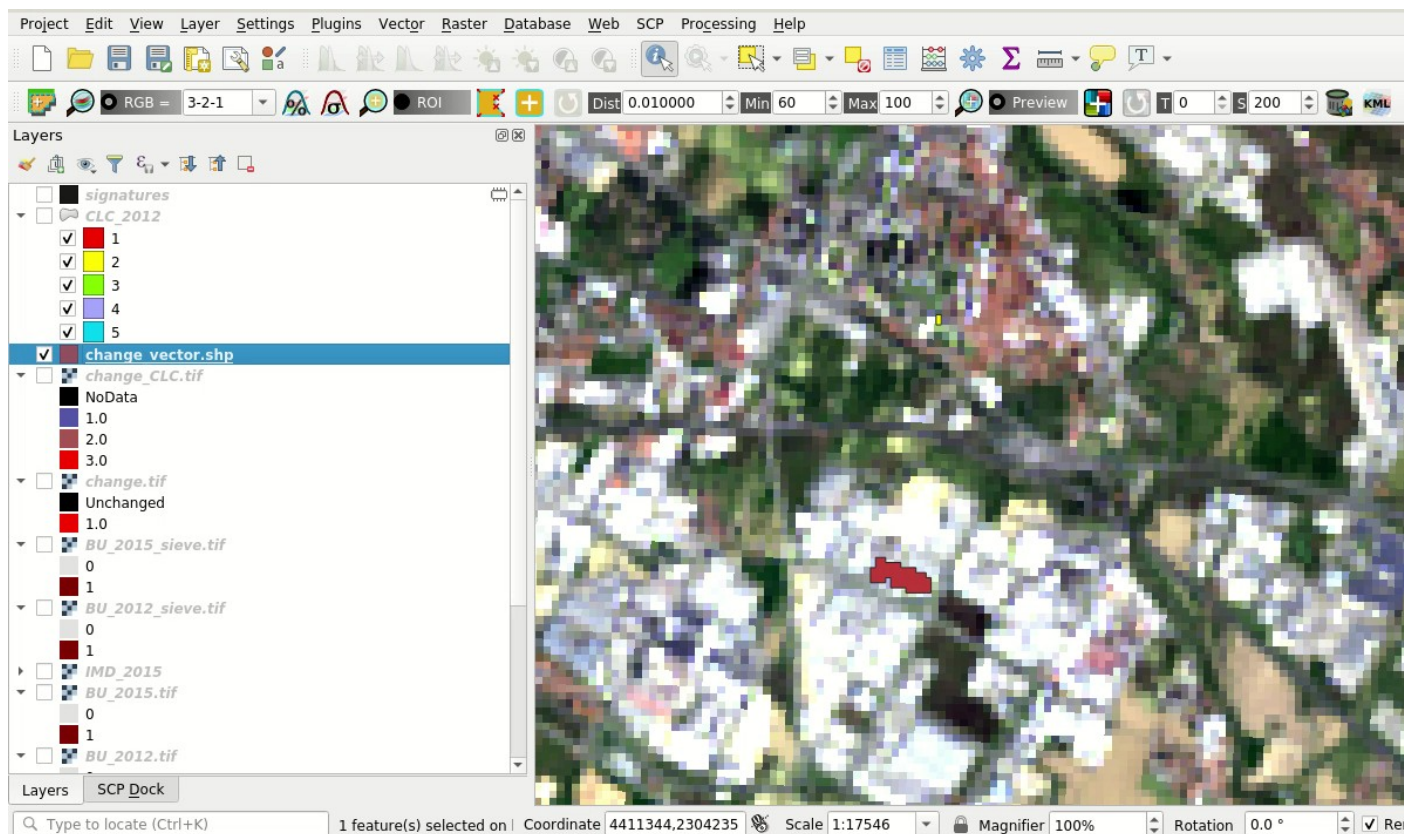 Project Edit View Layer Settings Plugins Vector Raster Database Web SCP Processing Help
a T
RGB = 3-2-1 ROI Dist 0.010000 Min 60 Max 100 Preview T 0 S 200 KML
Layers
signatures
CLC_2012
1
2
3
4
5
change_vector.shp
change_CLC.tif
NoData
1.0
2.0
3.0
change.tif
Unchanged
1.0
BU_2015_sieve.tif
0
1
BU_2012_sieve.tif
0
1
IMD_2015
BU_2015.tif
0
1
BU_2012.tif
Layers SCP Dock
Type to locate (Ctrl+K) 1 feature(s) selected on Coordinate 4411344,2304235 Scale 1:17546 Magnifier 100% Rotation 0.0 °